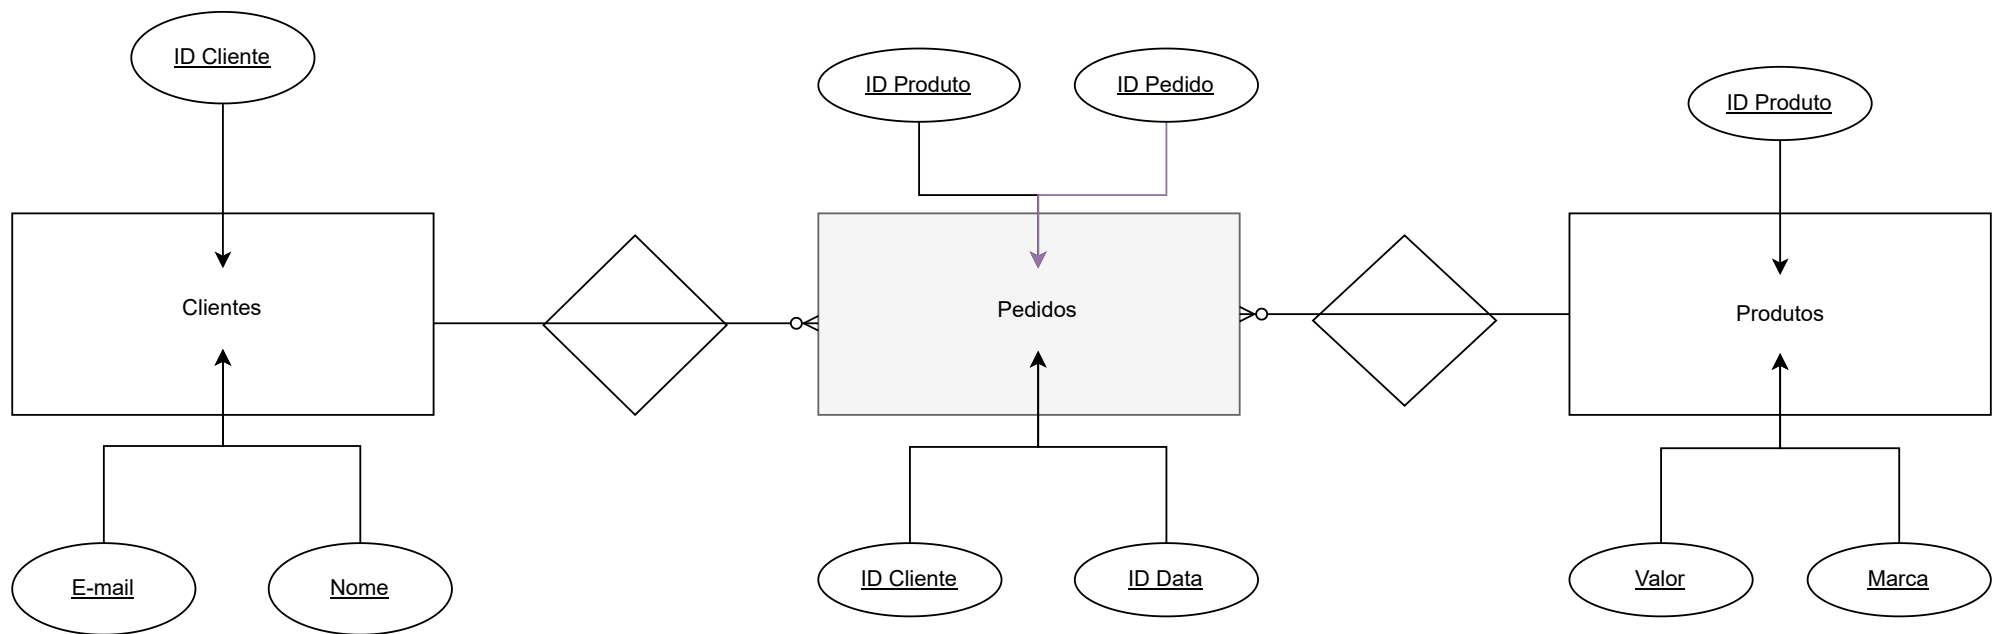 ID Cliente
ID Produto
ID Pedido
ID Produto
Clientes
Pedidos
Produtos
E-mail
Nome
ID Cliente
ID Data
Valor
Marca